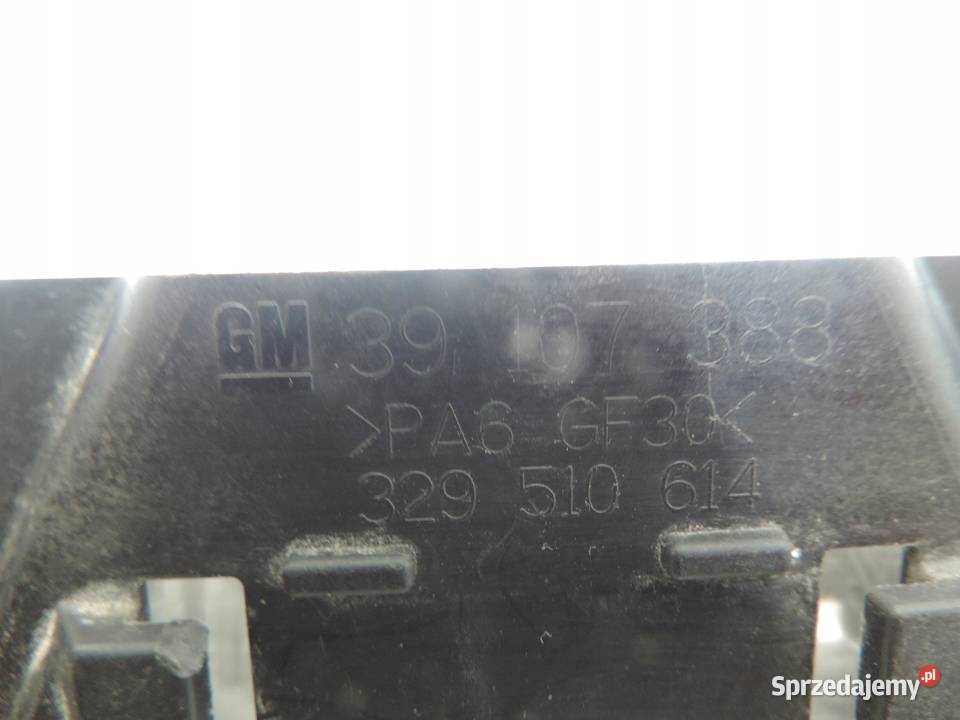 GM 39 107 388
>PA6 GF30<
329 510 614
Sprzedajemy.pl